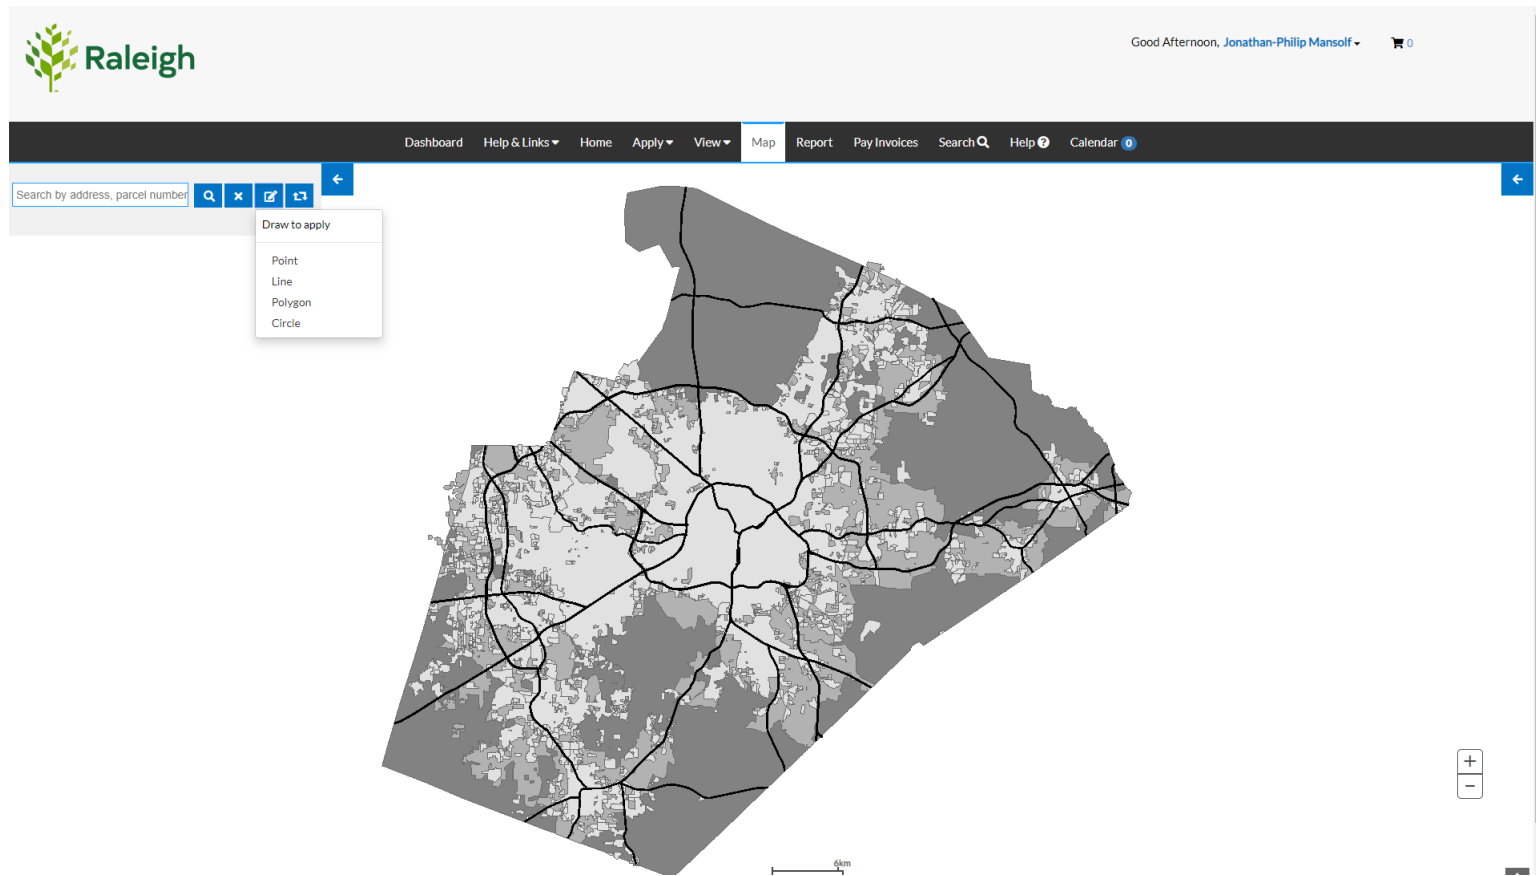 Raleigh
Good Afternoon, Jonathan-Philip Mansolf
0
Dashboard Help & Links Home Apply View Map Report Pay Invoices Search Help Calendar 0
Search by address, parcel number
Draw to apply
Point
Line
Polygon
Circle
+
−
6km